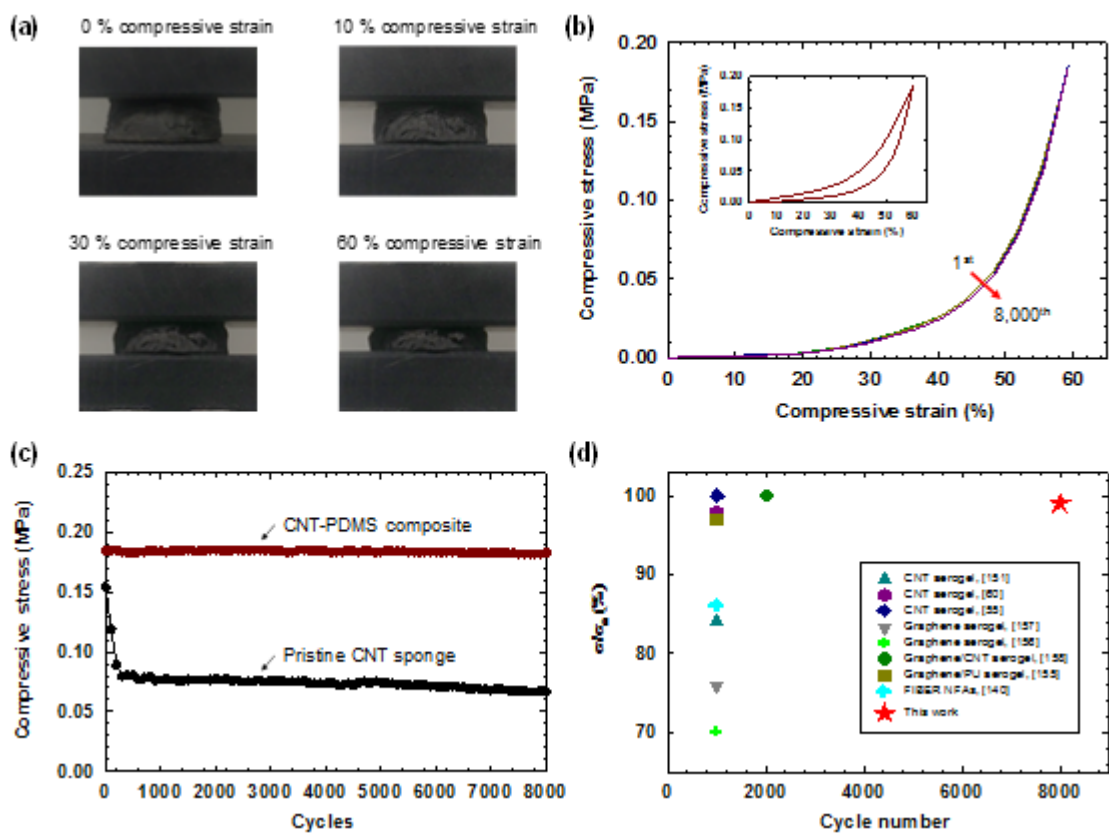 (a)
0 % compressive strain
10 % compressive strain
30 % compressive strain
60 % compressive strain
(b)
Compressive stress (MPa)
0.20
0.15
0.10
0.05
0.00
0 10 20 30 40 50 60
Compressive strain (%)
Compressive stress (MPa)
0.20
0.15
0.10
0.05
0.00
0 10 20 30 40 50 60
Compressive strain (%)
1st
8,000th
(c)
Compressive stress (MPa)
0.25
0.20
0.15
0.10
0.05
0.00
0 1000 2000 3000 4000 5000 6000 7000 8000
Cycles
CNT-PDMS composite
Pristine CNT sponge
(d)
(%)
100
90
80
70
0 2000 4000 6000 8000
Cycle number
CNT aerogel, [151]
CNT aerogel, [60]
CNT aerogel,
Graphene aerogel, [157]
Graphene aerogel,
Graphene/CNT aerogel,
Graphene/PU aerogel,
FIBER NFAs, [140]
This work